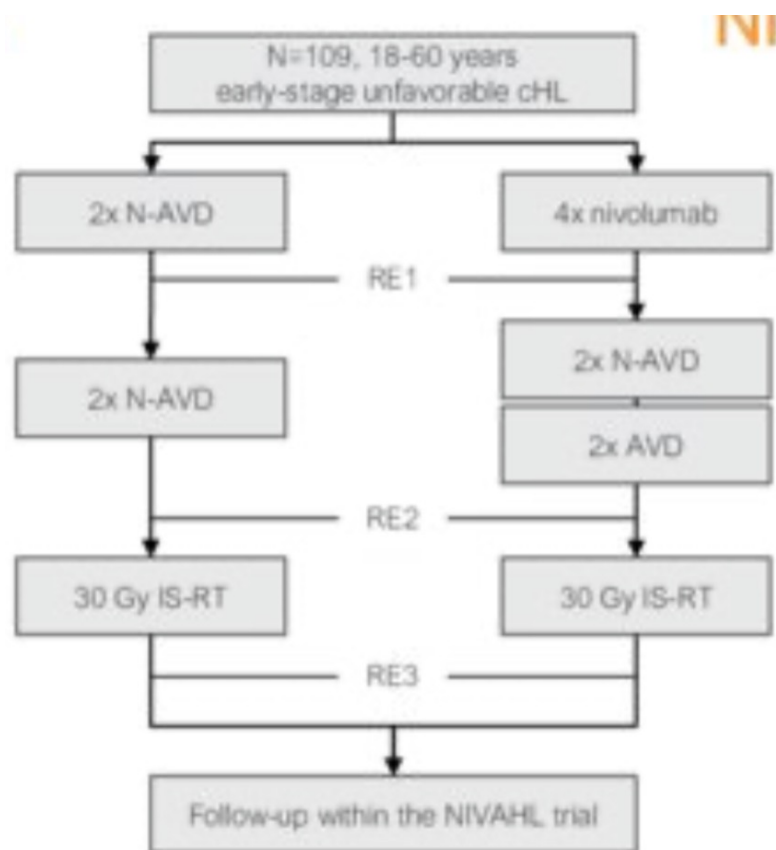 NI
N=109, 18-60 years
early-stage unfavorable cHL
2x N-AVD
4x nivolumab
RE1
2x N-AVD
2x N-AVD
2x AVD
RE2
30 Gy IS-RT
30 Gy IS-RT
RE3
Follow-up within the NIVAHL trial